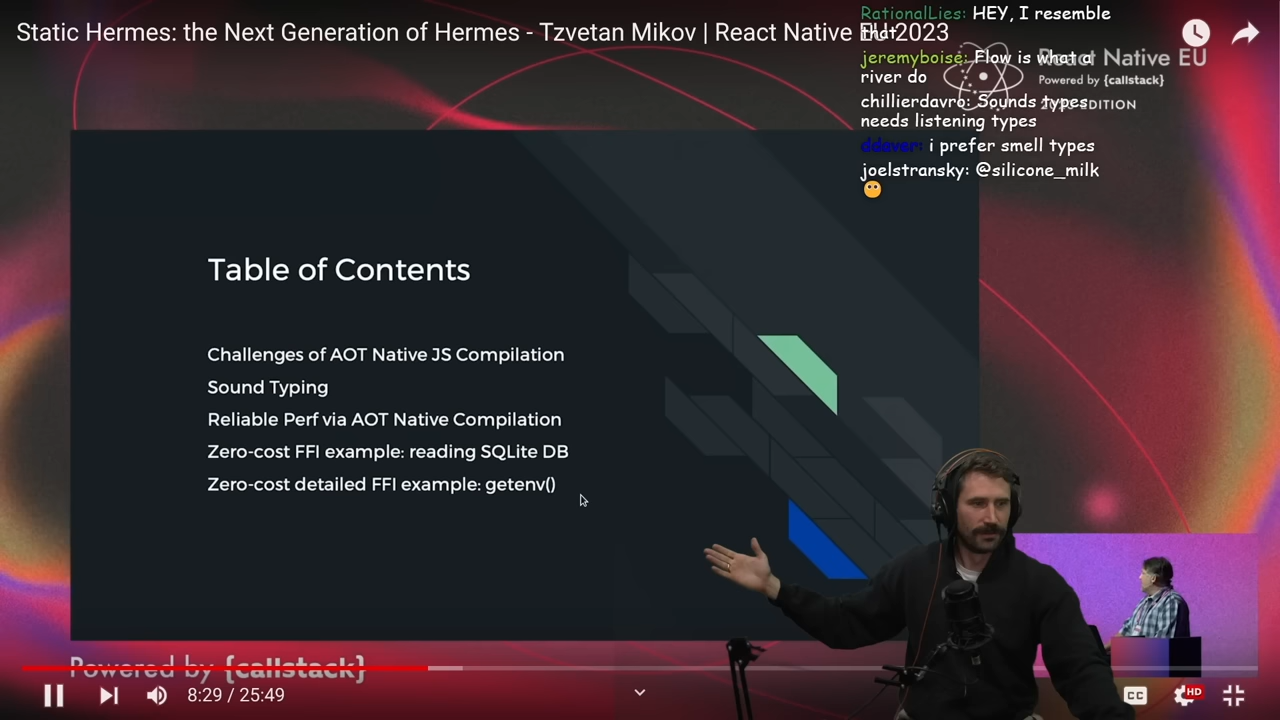 Static Hermes: the Next Generation of Hermes - Tzvetan Mikov | React Native EU 2023
RationalLies: HEY, I resemble
that
jeremyboise: Flow is what a
river do
chillierdavro: Sounds types
needs listening types
ddaver: i prefer smell types
joelstransky: @silicone_milk
React Native EU
Powered by {callstack}
EDITION
Table of Contents
Challenges of AOT Native JS Compilation
Sound Typing
Reliable Perf via AOT Native Compilation
Zero-cost FFI example: reading SQLite DB
Zero-cost detailed FFI example: getenv()
Powered by {callstack}
8:29 / 25:49
CC
HD